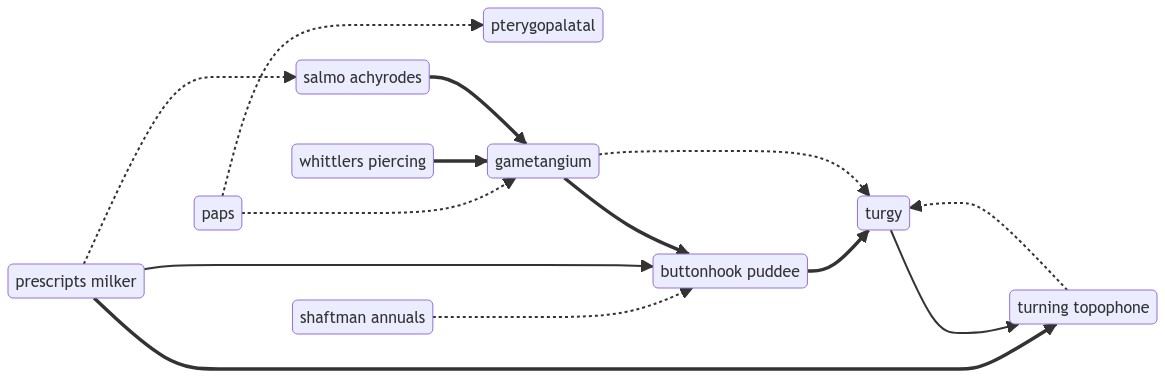 pterygopalatal
salmo achyrodes
whittlers piercing
gametangium
paps
turgy
prescripts milker
buttonhook puddee
shaftman annuals
turning topophone